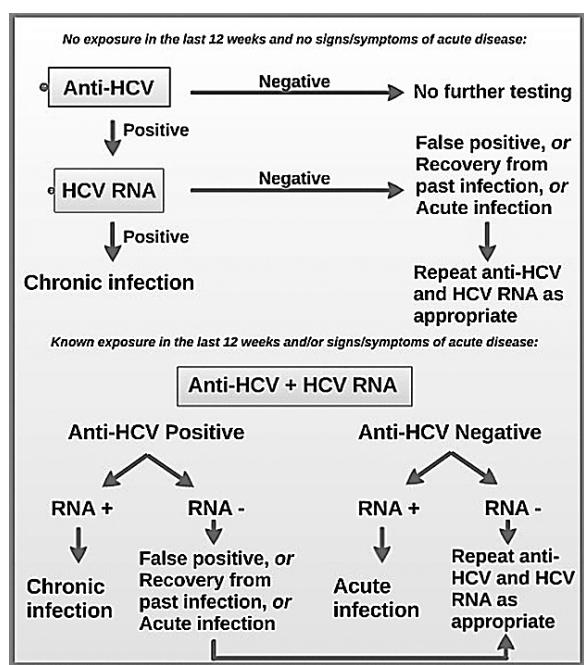 No exposure in the last 12 weeks and no signs/symptoms of acute disease:
Anti-HCV
Negative
No further testing
Positive
HCV RNA
Negative
False positive, or
Recovery from
past infection, or
Acute infection
Positive
Chronic infection
Repeat anti-HCV
and HCV RNA as
appropriate
Known exposure in the last 12 weeks and/or signs/symptoms of acute disease:
Anti-HCV + HCV RNA
Anti-HCV Positive
Anti-HCV Negative
RNA +
RNA -
RNA +
RNA -
Chronic
infection
False positive, or
Recovery from
past infection, or
Acute infection
Acute
infection
Repeat anti-
HCV and HCV
RNA as
appropriate